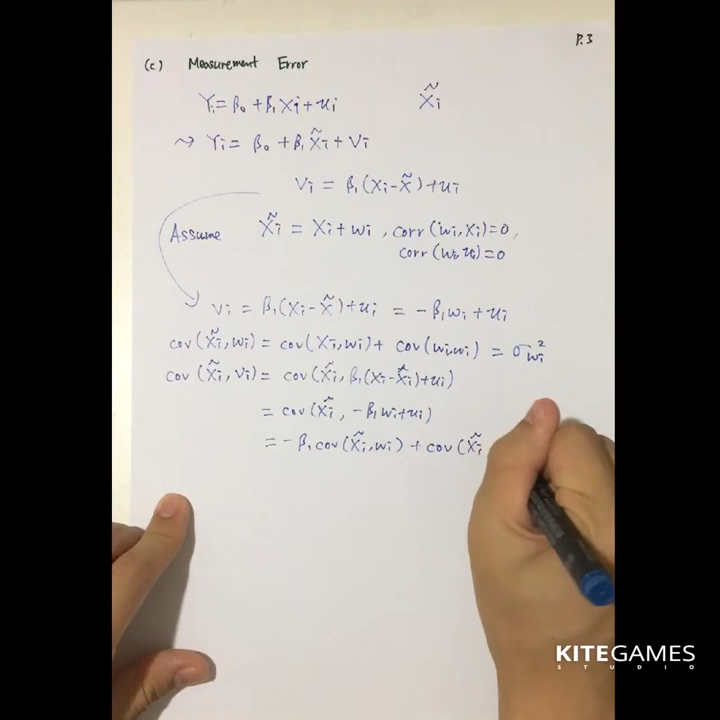 P.3
(c) Measurement Error
Yi = β₀ + β₁Xi + ui X̃i
⤳ Yi = β₀ + β₁X̃i + Vi
Vi = β₁(Xi - X̃) + ui
Assume X̃i = Xi + wi , corr(wi, Xi) = 0 ,
corr(wi, ui) = 0
Vi = β₁(Xi - X̃) + ui = -β₁wi + ui
cov(X̃i, wi) = cov(Xi, wi) + cov(wi, wi) = σ²wi
cov(X̃i, Vi) = cov(X̃i, β₁(Xi - X̃i) + ui)
= cov(X̃i, -β₁wi + ui)
= -β₁cov(X̃i, wi) + cov(X̃i
KITEGAMES
STUDIO